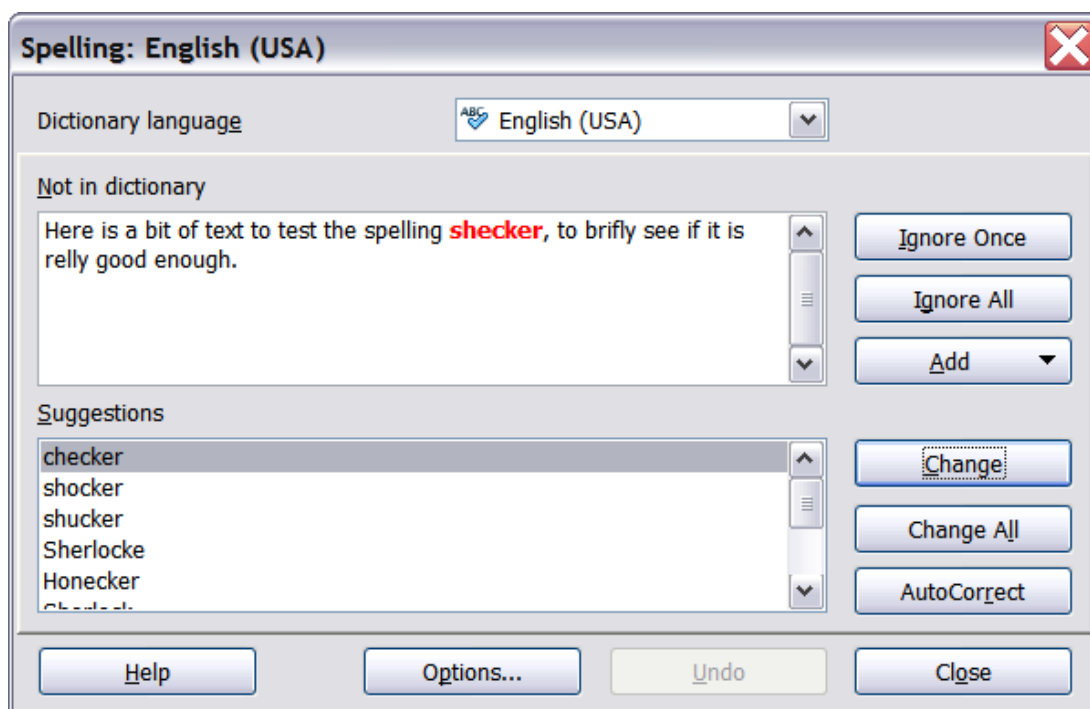 Spelling: English (USA)
Dictionary language
ABC English (USA)
Not in dictionary
Here is a bit of text to test the spelling shecker, to brifly see if it is
relly good enough.
Ignore Once
Ignore All
Add
Suggestions
checker
shocker
shucker
Sherlocke
Honecker
Change
Change All
AutoCorrect
Help
Options...
Undo
Close